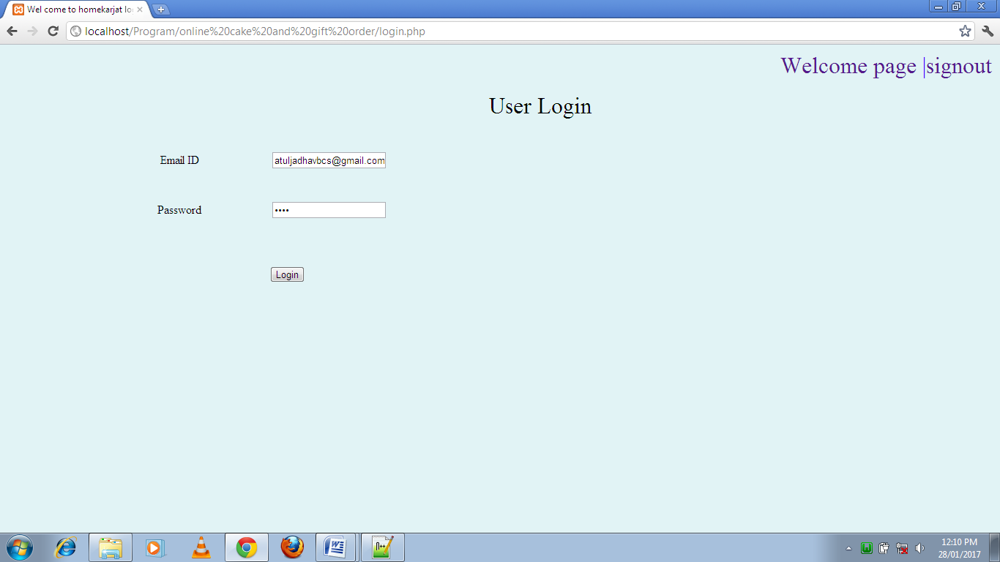 Wel come to homekarjat lo
localhost/Program/online%20cake%20and%20gift%20order/login.php
Welcome page |signout
User Login
Email ID
atuljadhavbcs@gmail.com
Password
••••
Login
12:10 PM
28/01/2017